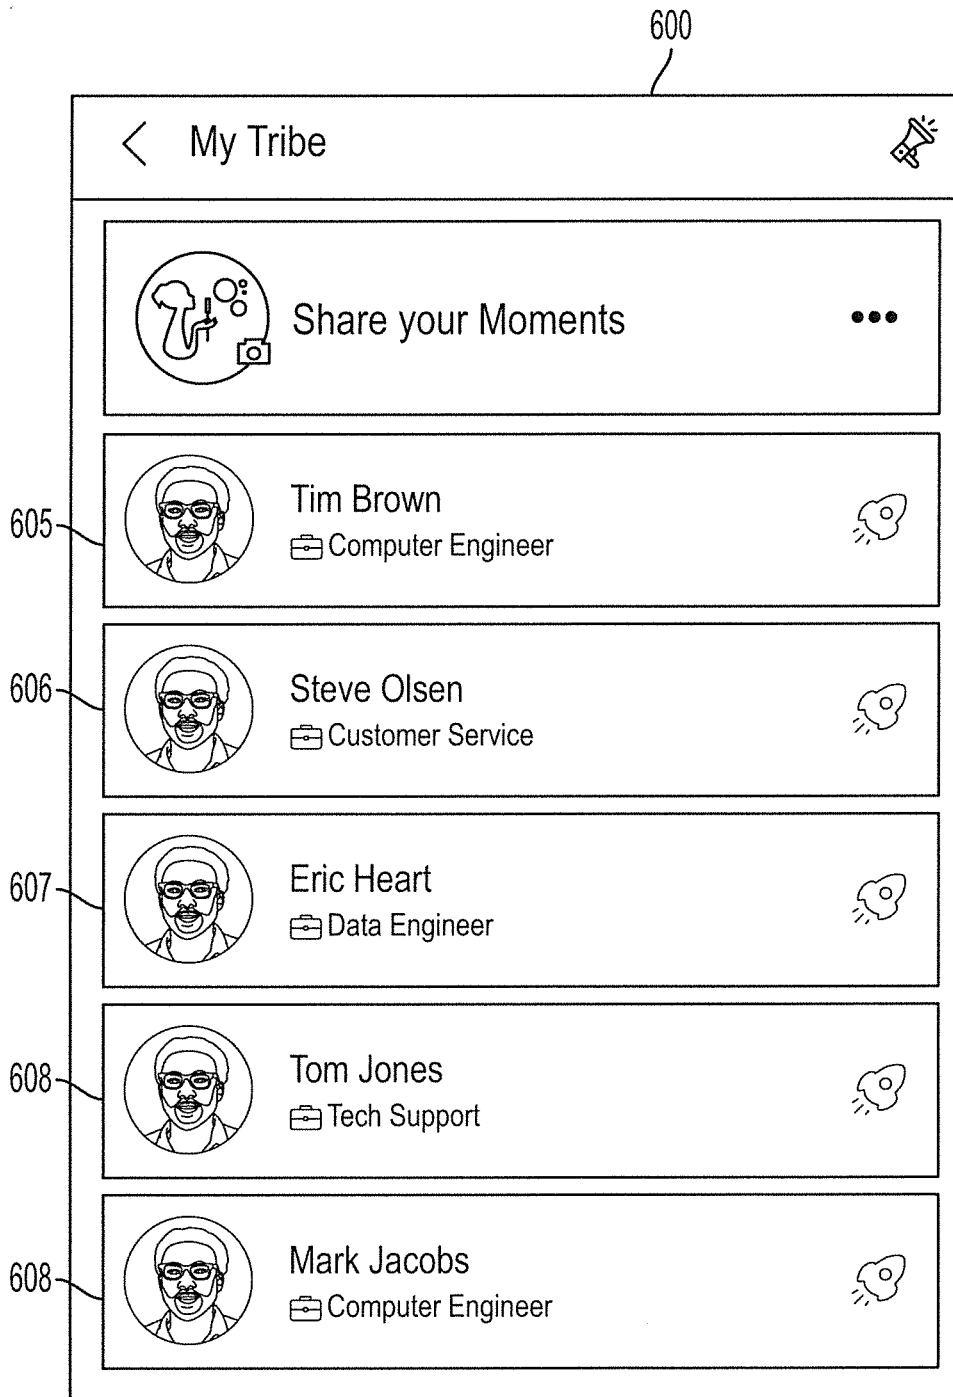 600
My Tribe
Share your Moments
605
Tim Brown
Computer Engineer
606
Steve Olsen
Customer Service
607
Eric Heart
Data Engineer
608
Tom Jones
Tech Support
608
Mark Jacobs
Computer Engineer